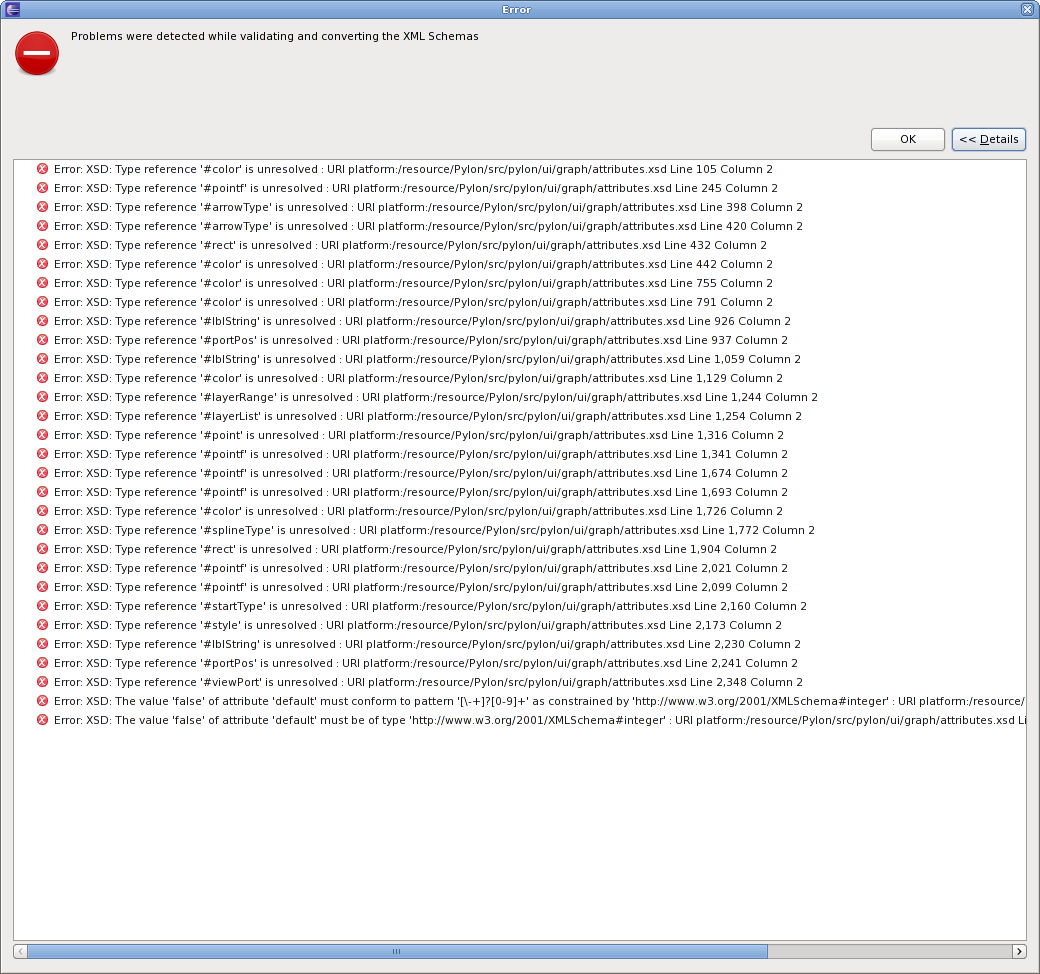 Error
Problems were detected while validating and converting the XML Schemas
OK
<< Details
Error: XSD: Type reference '#color' is unresolved : URI platform:/resource/Pylon/src/pylon/ui/graph/attributes.xsd Line 105 Column 2
Error: XSD: Type reference '#pointf' is unresolved : URI platform:/resource/Pylon/src/pylon/ui/graph/attributes.xsd Line 245 Column 2
Error: XSD: Type reference '#arrowType' is unresolved : URI platform:/resource/Pylon/src/pylon/ui/graph/attributes.xsd Line 398 Column 2
Error: XSD: Type reference '#arrowType' is unresolved : URI platform:/resource/Pylon/src/pylon/ui/graph/attributes.xsd Line 420 Column 2
Error: XSD: Type reference '#rect' is unresolved : URI platform:/resource/Pylon/src/pylon/ui/graph/attributes.xsd Line 432 Column 2
Error: XSD: Type reference '#color' is unresolved : URI platform:/resource/Pylon/src/pylon/ui/graph/attributes.xsd Line 442 Column 2
Error: XSD: Type reference '#color' is unresolved : URI platform:/resource/Pylon/src/pylon/ui/graph/attributes.xsd Line 755 Column 2
Error: XSD: Type reference '#color' is unresolved : URI platform:/resource/Pylon/src/pylon/ui/graph/attributes.xsd Line 791 Column 2
Error: XSD: Type reference '#lblString' is unresolved : URI platform:/resource/Pylon/src/pylon/ui/graph/attributes.xsd Line 926 Column 2
Error: XSD: Type reference '#portPos' is unresolved : URI platform:/resource/Pylon/src/pylon/ui/graph/attributes.xsd Line 937 Column 2
Error: XSD: Type reference '#lblString' is unresolved : URI platform:/resource/Pylon/src/pylon/ui/graph/attributes.xsd Line 1,059 Column 2
Error: XSD: Type reference '#color' is unresolved : URI platform:/resource/Pylon/src/pylon/ui/graph/attributes.xsd Line 1,129 Column 2
Error: XSD: Type reference '#layerRange' is unresolved : URI platform:/resource/Pylon/src/pylon/ui/graph/attributes.xsd Line 1,244 Column 2
Error: XSD: Type reference '#layerList' is unresolved : URI platform:/resource/Pylon/src/pylon/ui/graph/attributes.xsd Line 1,254 Column 2
Error: XSD: Type reference '#point' is unresolved : URI platform:/resource/Pylon/src/pylon/ui/graph/attributes.xsd Line 1,316 Column 2
Error: XSD: Type reference '#pointf' is unresolved : URI platform:/resource/Pylon/src/pylon/ui/graph/attributes.xsd Line 1,341 Column 2
Error: XSD: Type reference '#pointf' is unresolved : URI platform:/resource/Pylon/src/pylon/ui/graph/attributes.xsd Line 1,674 Column 2
Error: XSD: Type reference '#pointf' is unresolved : URI platform:/resource/Pylon/src/pylon/ui/graph/attributes.xsd Line 1,693 Column 2
Error: XSD: Type reference '#color' is unresolved : URI platform:/resource/Pylon/src/pylon/ui/graph/attributes.xsd Line 1,726 Column 2
Error: XSD: Type reference '#splineType' is unresolved : URI platform:/resource/Pylon/src/pylon/ui/graph/attributes.xsd Line 1,772 Column 2
Error: XSD: Type reference '#rect' is unresolved : URI platform:/resource/Pylon/src/pylon/ui/graph/attributes.xsd Line 1,904 Column 2
Error: XSD: Type reference '#pointf' is unresolved : URI platform:/resource/Pylon/src/pylon/ui/graph/attributes.xsd Line 2,021 Column 2
Error: XSD: Type reference '#pointf' is unresolved : URI platform:/resource/Pylon/src/pylon/ui/graph/attributes.xsd Line 2,099 Column 2
Error: XSD: Type reference '#startType' is unresolved : URI platform:/resource/Pylon/src/pylon/ui/graph/attributes.xsd Line 2,160 Column 2
Error: XSD: Type reference '#style' is unresolved : URI platform:/resource/Pylon/src/pylon/ui/graph/attributes.xsd Line 2,173 Column 2
Error: XSD: Type reference '#lblString' is unresolved : URI platform:/resource/Pylon/src/pylon/ui/graph/attributes.xsd Line 2,230 Column 2
Error: XSD: Type reference '#portPos' is unresolved : URI platform:/resource/Pylon/src/pylon/ui/graph/attributes.xsd Line 2,241 Column 2
Error: XSD: Type reference '#viewPort' is unresolved : URI platform:/resource/Pylon/src/pylon/ui/graph/attributes.xsd Line 2,348 Column 2
Error: XSD: The value 'false' of attribute 'default' must conform to pattern '[\-+]?[0-9]+' as constrained by 'http://www.w3.org/2001/XMLSchema#integer' : URI platform:/resource/
Error: XSD: The value 'false' of attribute 'default' must be of type 'http://www.w3.org/2001/XMLSchema#integer' : URI platform:/resource/Pylon/src/pylon/ui/graph/attributes.xsd Li